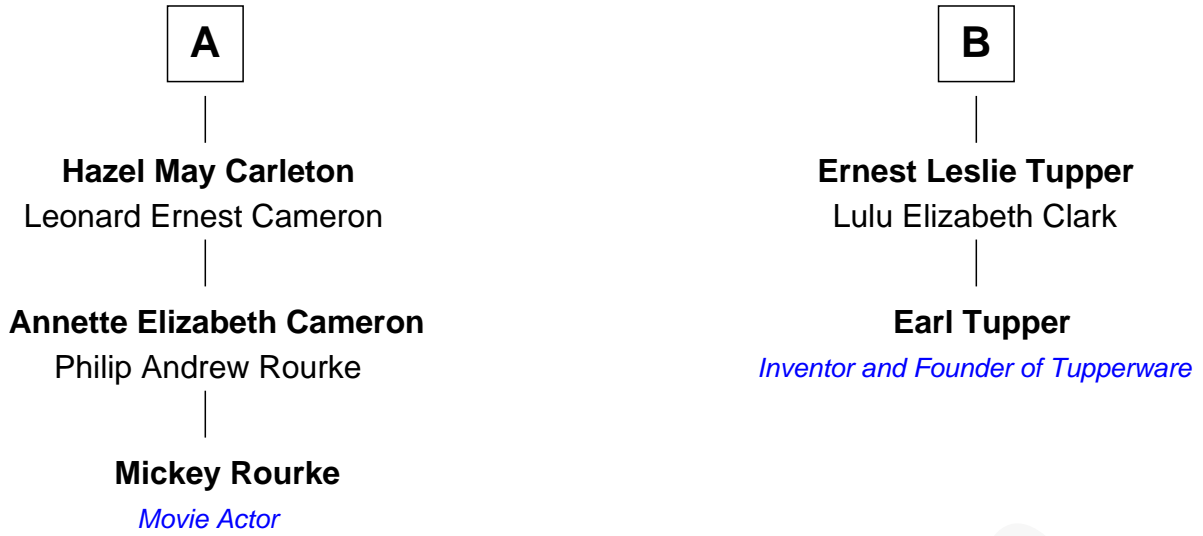 A
Hazel May Carleton
Leonard Ernest Cameron
Annette Elizabeth Cameron
Philip Andrew Rourke
Mickey Rourke
Movie Actor
B
Ernest Leslie Tupper
Lulu Elizabeth Clark
Earl Tupper
Inventor and Founder of Tupperware